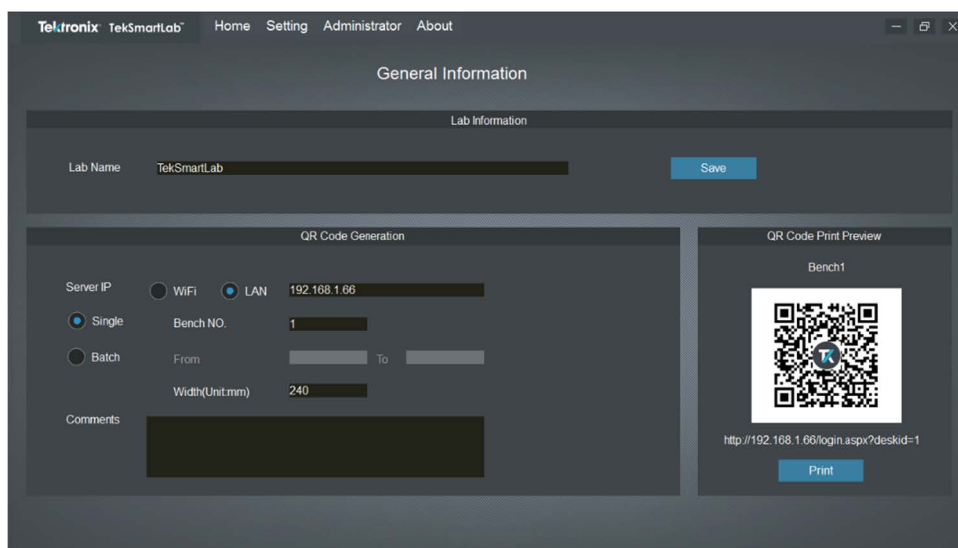 Tektronix TekSmartLab™ Home Setting Administrator About
General Information
Lab Information
Lab Name TekSmartLab Save
QR Code Generation
Server IP WiFi LAN 192.168.1.66
Single Bench NO. 1
Batch From To
Width(Unit:mm) 240
Comments
QR Code Print Preview
Bench1
http://192.168.1.66/login.aspx?deskid=1
Print